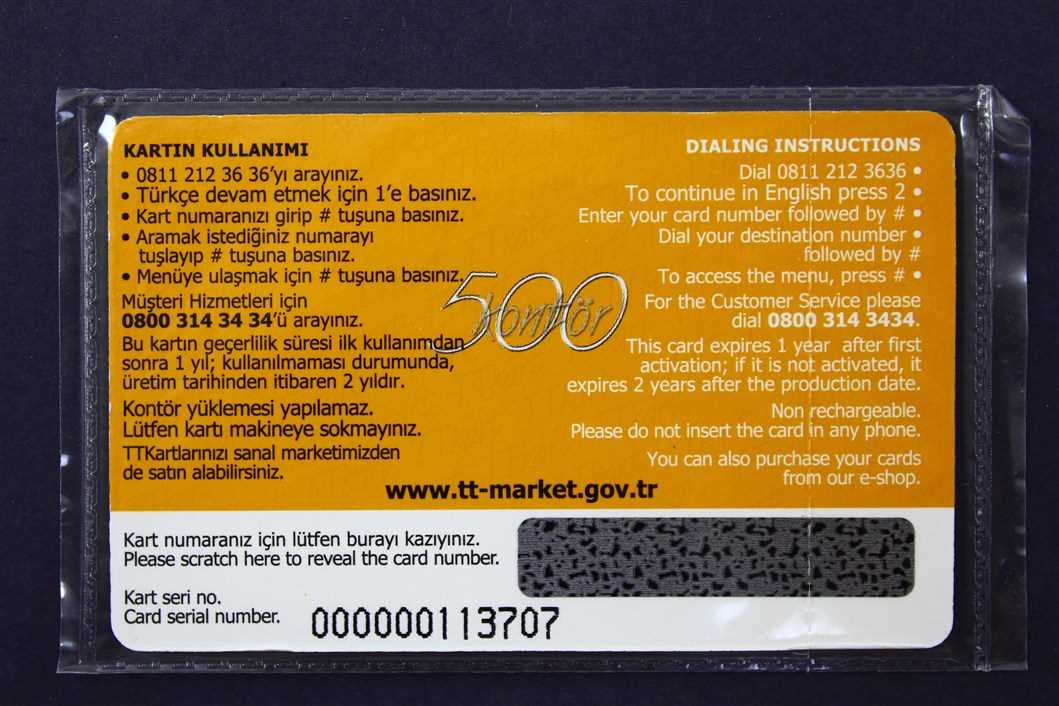 KARTIN KULLANIMI
• 0811 212 36 36'yı arayınız.
• Türkçe devam etmek için 1'e basınız.
• Kart numaranızı girip # tuşuna basınız.
• Aramak istediğiniz numarayı
tuşlayıp # tuşuna basınız.
• Menüye ulaşmak için # tuşuna basınız.
Müşteri Hizmetleri için
0800 314 34 34'ü arayınız.
Bu kartın geçerlilik süresi ilk kullanımdan
sonra 1 yıl; kullanılmaması durumunda,
üretim tarihinden itibaren 2 yıldır.
Kontör yüklemesi yapılamaz.
Lütfen kartı makineye sokmayınız.
TTKartlarınızı sanal marketimizden
de satın alabilirsiniz.
500
kontör
DIALING INSTRUCTIONS
Dial 0811 212 3636 •
To continue in English press 2 •
Enter your card number followed by # •
Dial your destination number •
followed by #
To access the menu, press # •
For the Customer Service please
dial 0800 314 3434.
This card expires 1 year after first
activation; if it is not activated, it
expires 2 years after the production date.
Non rechargeable.
Please do not insert the card in any phone.
You can also purchase your cards
from our e-shop.
www.tt-market.gov.tr
Kart numaranız için lütfen burayı kazıyınız.
Please scratch here to reveal the card number.
Kart seri no.
Card serial number.
000000113707